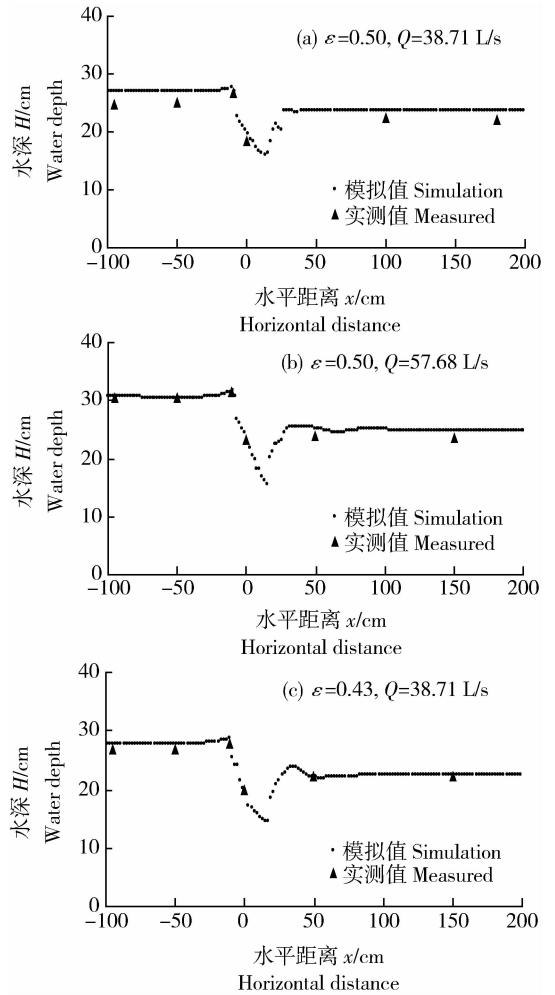 (a) ε=0.50, Q=38.71 L/s
40
30
20
10
0
水深 H/cm
Water depth
模拟值 Simulation
实测值 Measured
-100 -50 0 50 100 150 200
水平距离 x/cm
Horizontal distance
(b) ε=0.50, Q=57.68 L/s
40
30
20
10
0
水深 H/cm
Water depth
模拟值 Simulation
实测值 Measured
-100 -50 0 50 100 150 200
水平距离 x/cm
Horizontal distance
(c) ε=0.43, Q=38.71 L/s
40
30
20
10
0
水深 H/cm
Water depth
模拟值 Simulation
实测值 Measured
-100 -50 0 50 100 150 200
水平距离 x/cm
Horizontal distance